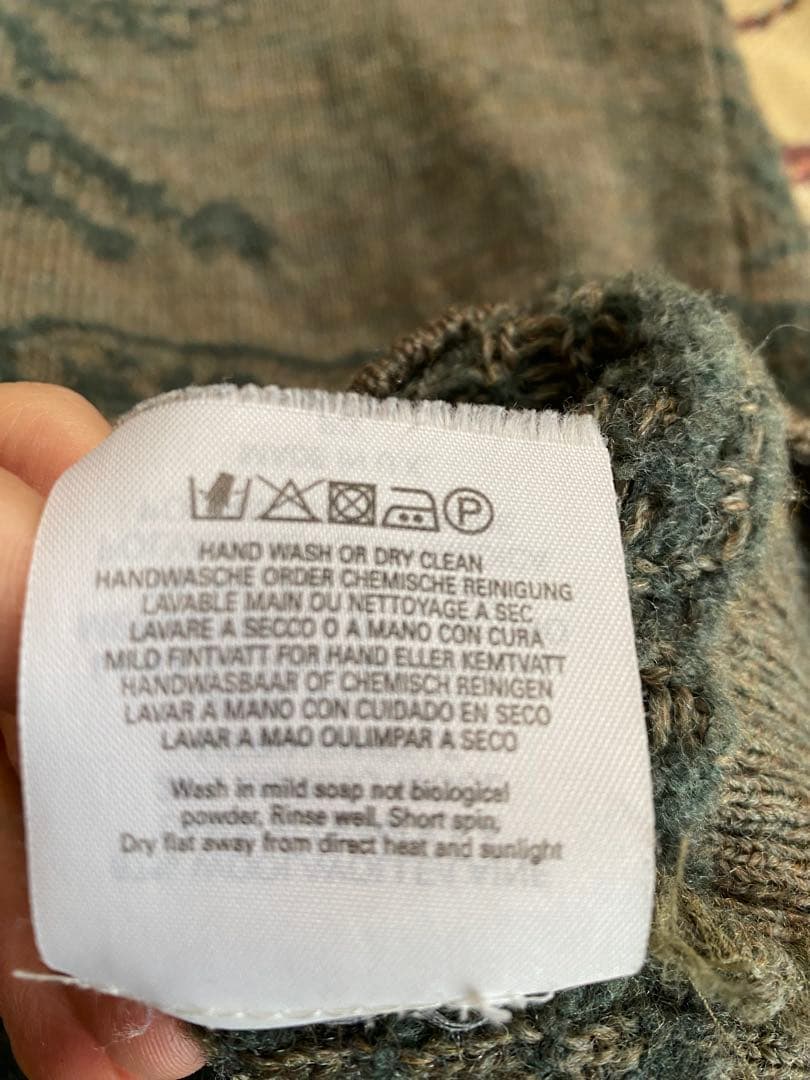 P
HAND WASH OR DRY CLEAN
HANDWASCHE ORDER CHEMISCHE REINIGUNG
LAVABLE MAIN OU NETTOYAGE A SEC
LAVARE A SECCO O A MANO CON CURA
MILD FINTVATT FOR HAND ELLER KEMTVATT
HANDWASBAAR OF CHEMISCH REINIGEN
LAVAR A MANO CON CUIDADO EN SECO
LAVAR A MAO OULIMPAR A SECO
Wash in mild soap not biological
powder, Rinse well, Short spin,
Dry flat away from direct heat and sunlight